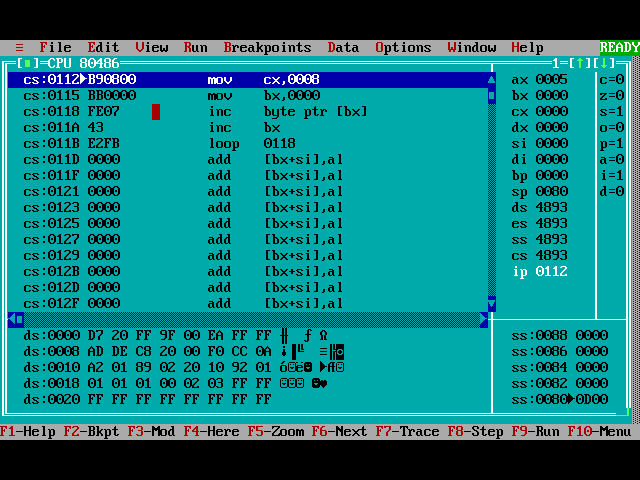 ≡ File Edit View Run Breakpoints Data Options Window Help READY
[■]=CPU 80486 1=[↑][↓]
cs:0112►B90800 mov cx,0008 ax 0005 c=0
cs:0115 BB0000 mov bx,0000 bx 0000 z=0
cs:0118 FE07 inc byte ptr [bx] cx 0000 s=1
cs:011A 43 inc bx dx 0000 o=0
cs:011B E2FB loop 0118 si 0000 p=1
cs:011D 0000 add [bx+si],al di 0000 a=0
cs:011F 0000 add [bx+si],al bp 0000 i=1
cs:0121 0000 add [bx+si],al sp 0080 d=0
cs:0123 0000 add [bx+si],al ds 4893
cs:0125 0000 add [bx+si],al es 4893
cs:0127 0000 add [bx+si],al ss 4893
cs:0129 0000 add [bx+si],al cs 4893
cs:012B 0000 add [bx+si],al ip 0112
cs:012D 0000 add [bx+si],al
cs:012F 0000 add [bx+si],al
ds:0000 D7 20 FF 9F 00 EA FF FF ╫ ƒ Ω ss:0088 0000
ds:0008 AD DE C8 20 00 F0 CC 0A ¡▐╚ ≡╠◙ ss:0086 0000
ds:0010 A2 01 89 02 20 10 92 01 ó☺ë☻ ►Æ☺ ss:0084 0000
ds:0018 01 01 01 00 02 03 FF FF ☺☺☺ ☻♥ ss:0082 0000
ds:0020 FF FF FF FF FF FF FF FF ss:0080►0D00
F1-Help F2-Bkpt F3-Mod F4-Here F5-Zoom F6-Next F7-Trace F8-Step F9-Run F10-Menu